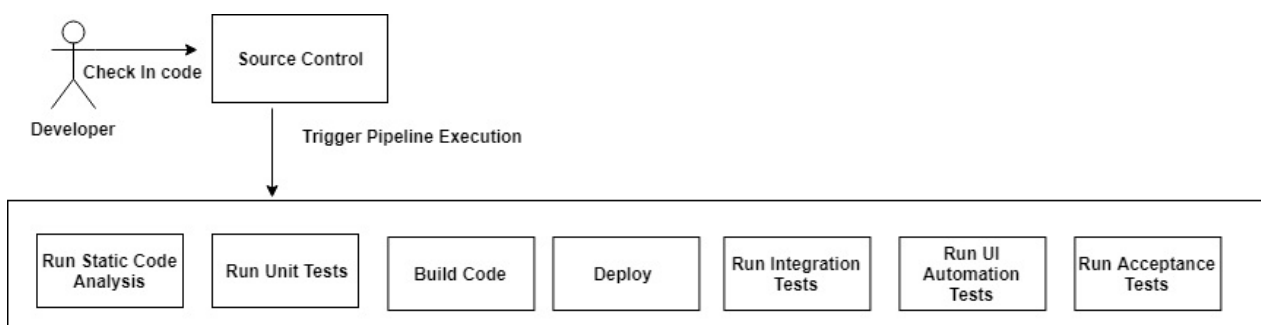 Source Control
Check In code
Developer
Trigger Pipeline Execution
Run Static Code
Analysis
Run Unit Tests
Build Code
Deploy
Run Integration
Tests
Run UI
Automation
Tests
Run Acceptance
Tests